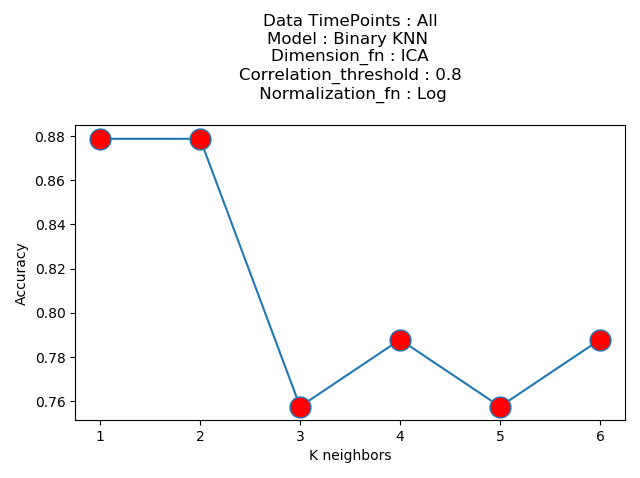 Data TimePoints : All
Model : Binary KNN
Dimension_fn : ICA
Correlation_threshold : 0.8
Normalization_fn : Log
0.88
0.86
0.84
0.82
0.80
0.78
0.76
Accuracy
1 2 3 4 5 6
K neighbors